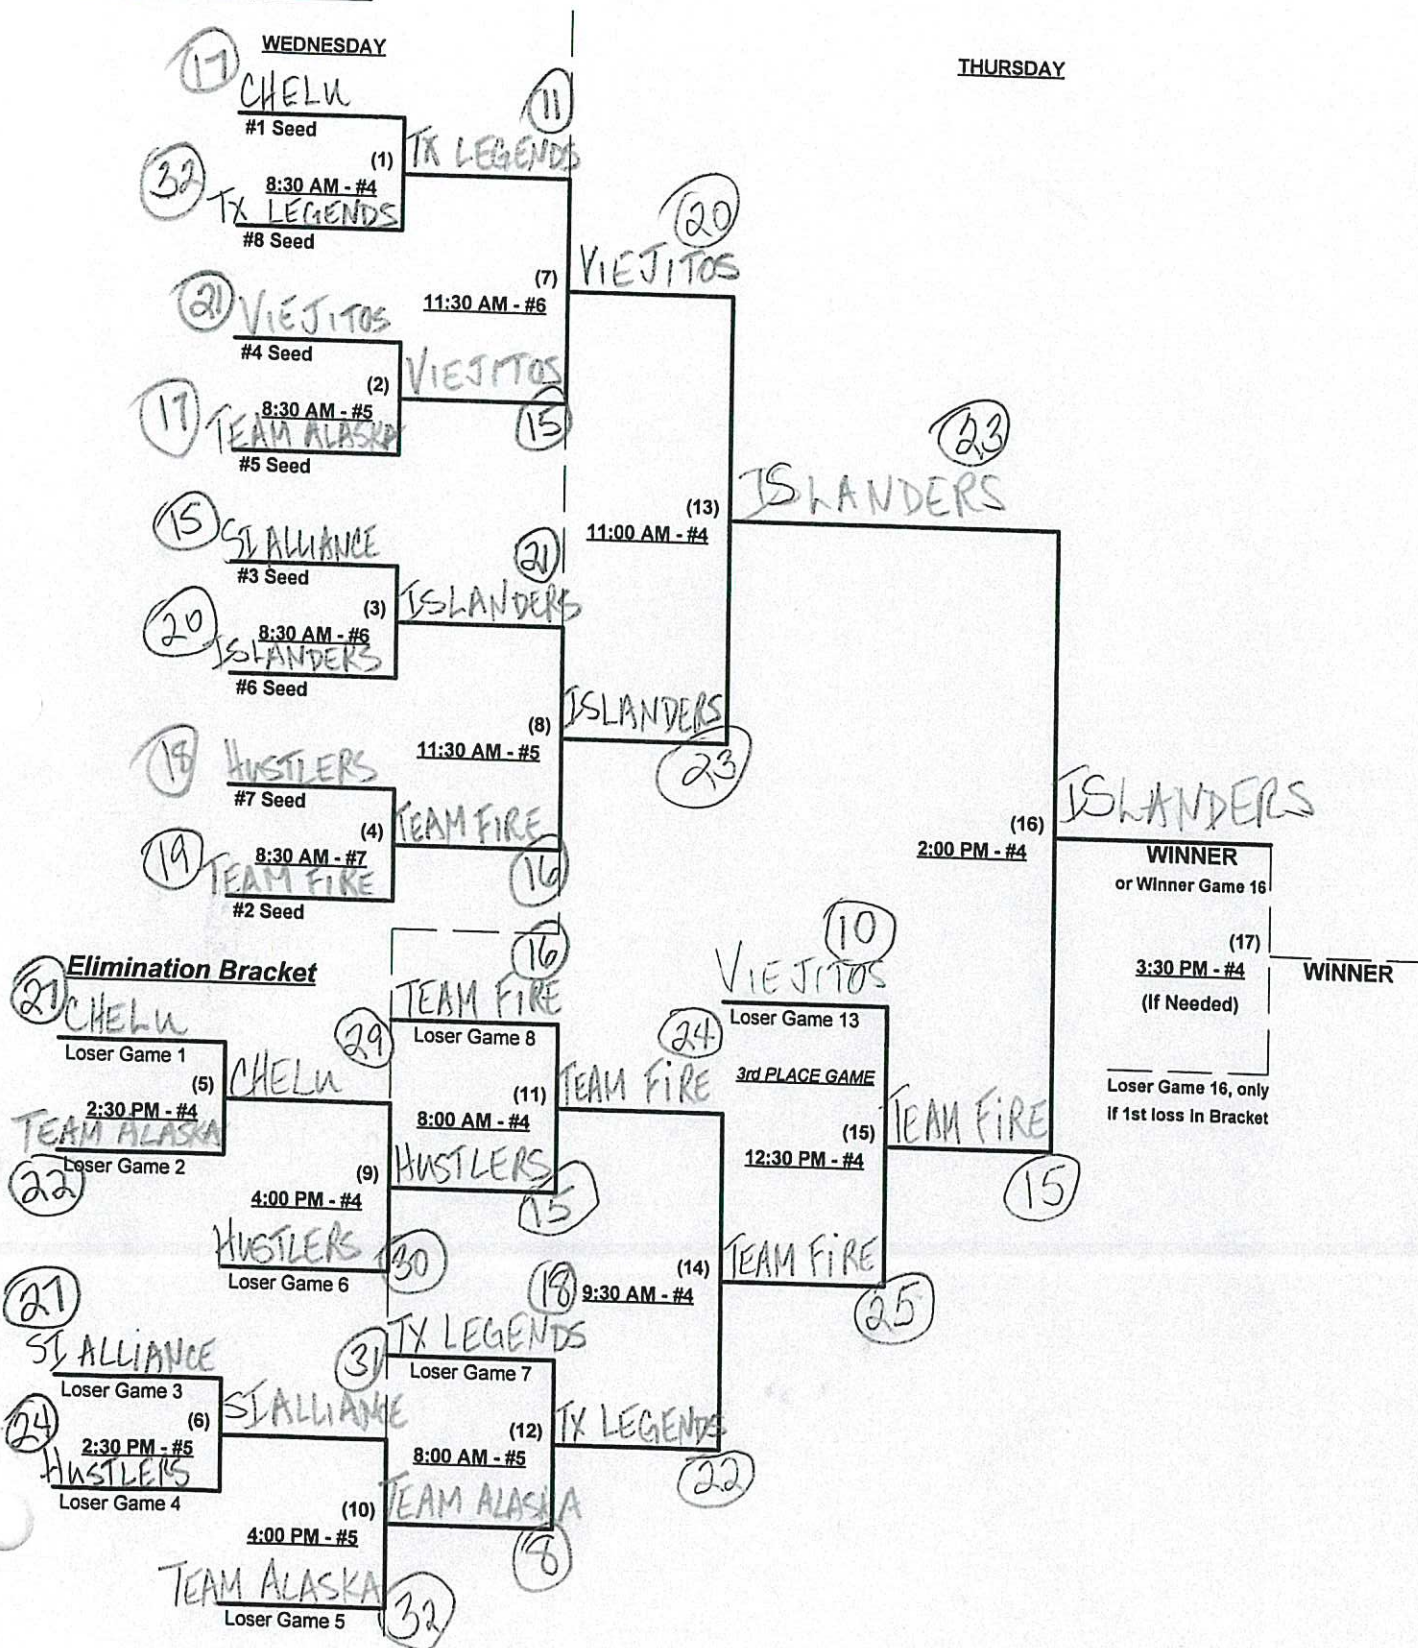 WEDNESDAY
THURSDAY
17
CHELU
#1 Seed
(1)
8:30 AM - #4
32
TX LEGENDS
#8 Seed
11
TX LEGENDS
21
VIEJITOS
#4 Seed
(2)
8:30 AM - #5
17
TEAM ALASKA
#5 Seed
(7)
11:30 AM - #6
VIEJITOS
15
20
VIEJITOS
15
SI ALLIANCE
#3 Seed
(3)
8:30 AM - #6
20
ISLANDERS
#6 Seed
21
ISLANDERS
18
HUSTLERS
#7 Seed
(4)
8:30 AM - #7
19
TEAM FIRE
#2 Seed
(8)
11:30 AM - #5
TEAM FIRE
16
ISLANDERS
23
(13)
11:00 AM - #4
23
ISLANDERS
(16)
2:00 PM - #4
ISLANDERS
WINNER
or Winner Game 16
(17)
3:30 PM - #4
(If Needed)
WINNER
Loser Game 16, only
if 1st loss in Bracket
Elimination Bracket
CHELU
Loser Game 1
(5)
2:30 PM - #4
TEAM ALASKA
Loser Game 2
22
29
CHELU
(9)
4:00 PM - #4
HUSTLERS
Loser Game 6
30
16
TEAM FIRE
Loser Game 8
(11)
8:00 AM - #4
HUSTLERS
15
24
TEAM FIRE
10
VIEJITOS
Loser Game 13
3rd PLACE GAME
(15)
12:30 PM - #4
TEAM FIRE
15
(14)
9:30 AM - #4
TEAM FIRE
25
SI ALLIANCE
Loser Game 3
(6)
2:30 PM - #5
24
HUSTLERS
Loser Game 4
SI ALLIANCE
(10)
4:00 PM - #5
TEAM ALASKA
Loser Game 5
32
31
TX LEGENDS
Loser Game 7
(12)
8:00 AM - #5
TEAM ALASKA
8
18
TX LEGENDS
22